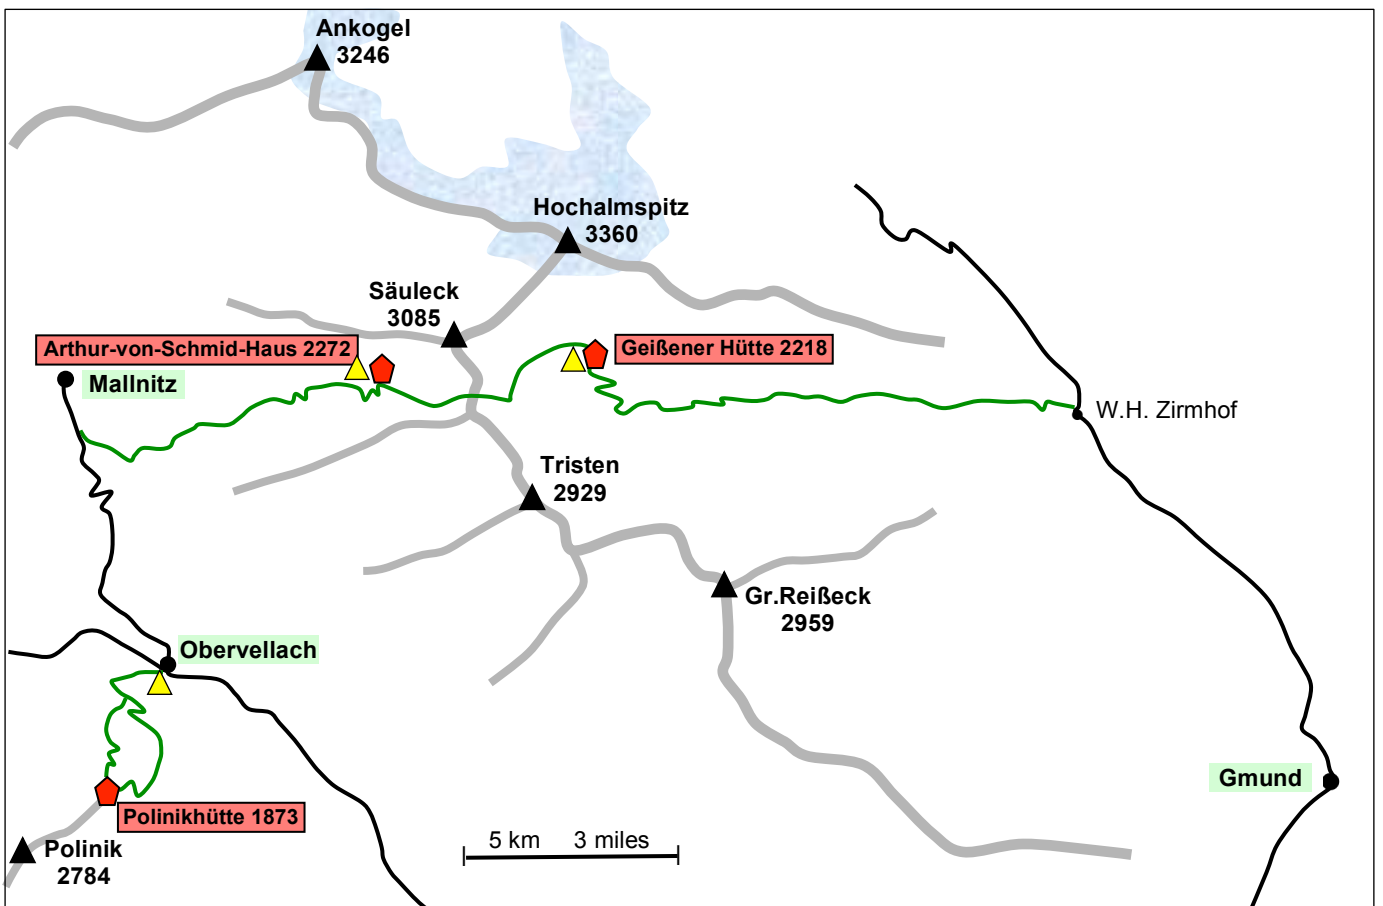 Ankogel
3246
Hochalmspitz
3360
Säuleck
3085
Arthur-von-Schmid-Haus 2272
Geißener Hütte 2218
Mallnitz
W.H. Zirmhof
Tristen
2929
Gr.Reißeck
2959
Obervellach
Gmund
Polinikhütte 1873
5 km 3 miles
Polinik
2784